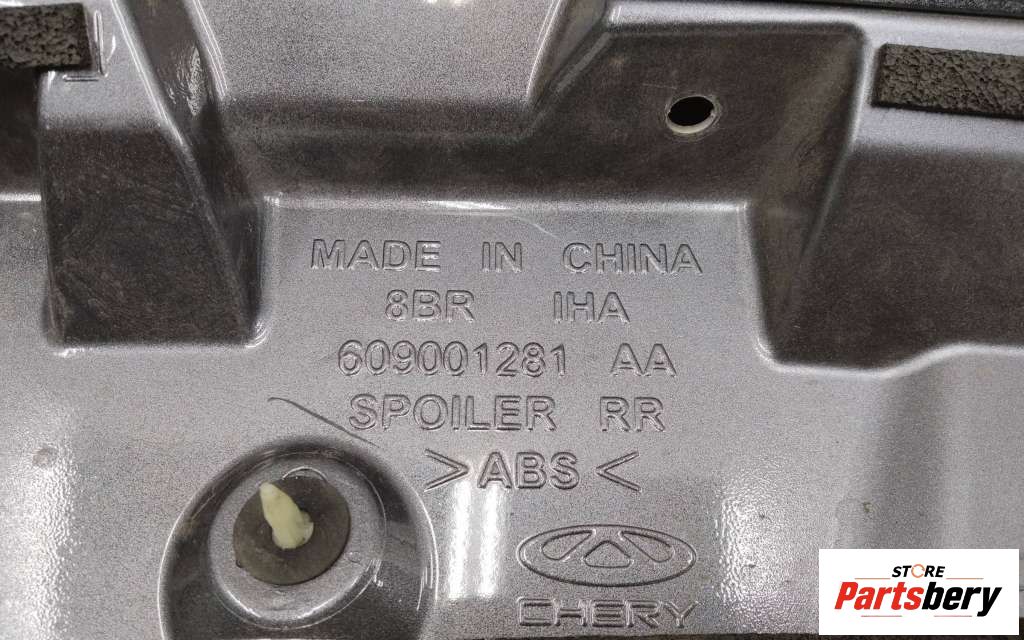 MADE IN CHINA
8BR IHA
609001281 AA
SPOILER RR
>ABS<
CHERY
STORE
Partsbery